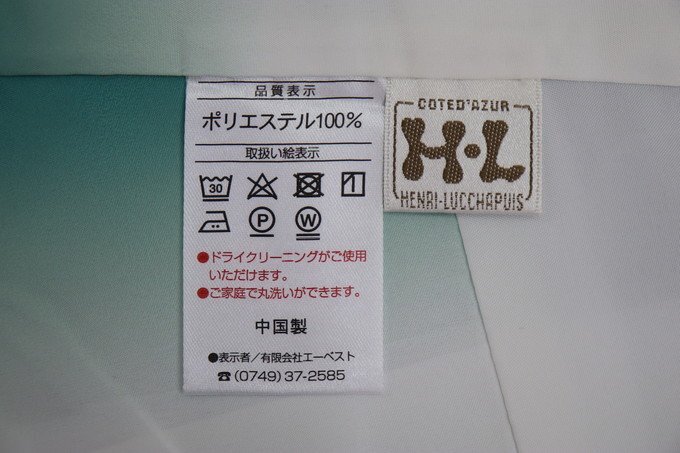 品質表示
ポリエステル100%
取扱い絵表示
30
P W
●ドライクリーニングがご使用
いただけます。
●ご家庭で丸洗いができます。
中国製
●表示者/有限会社エーベスト
☎(0749)37-2585
COTED'AZUR
H・L
HENRI-LUCCHAPUIS